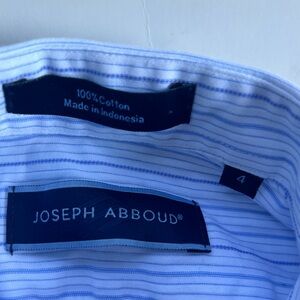 100% Cotton
Made in Indonesia
4
JOSEPH ABBOUD®